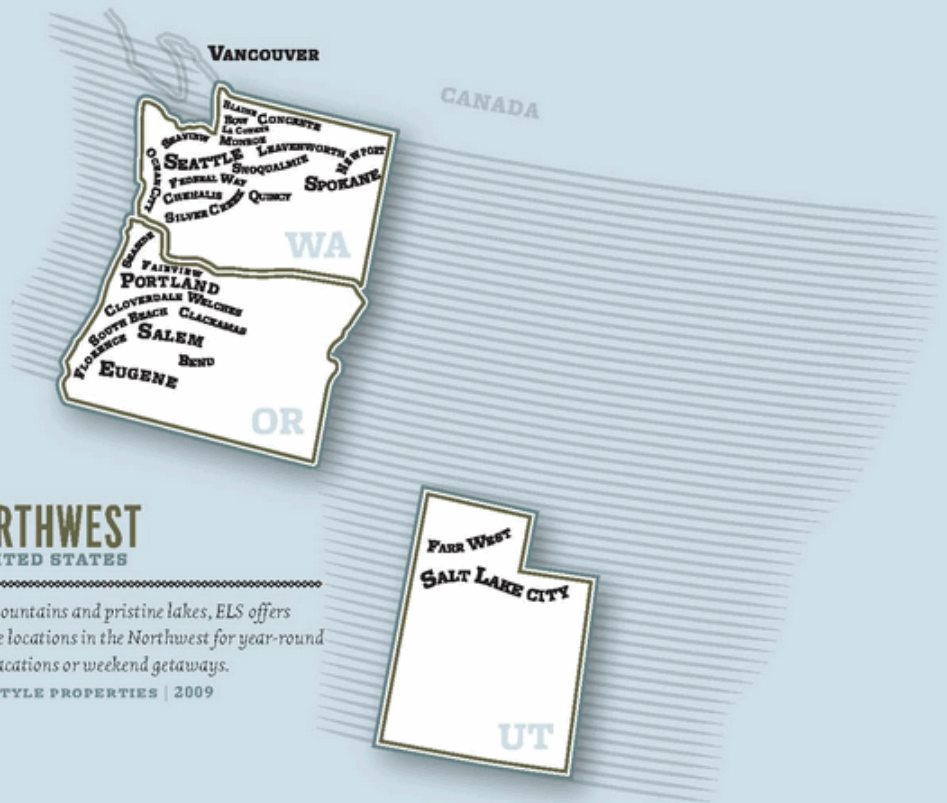 VANCOUVER
CANADA
BLAINE
BOW
CONCRETE
LA CONNER
SEAVIEW
MONROE
LEAVENWORTH
NEWPORT
SEATTLE
SNOQUALMIE
OCEAN CITY
FEDERAL WAY
SPOKANE
CHEHALIS
QUINCY
SILVER CREEK
WA
SEASIDE
FAIRVIEW
PORTLAND
CLOVERDALE
WELCHES
SOUTH BEACH
CLACKAMAS
SALEM
FLORENCE
BEND
EUGENE
OR
RTHWEST
ITED STATES
ountains and pristine lakes, ELS offers
e locations in the Northwest for year-round
acations or weekend getaways.
TYLE PROPERTIES | 2009
FARR WEST
SALT LAKE CITY
UT